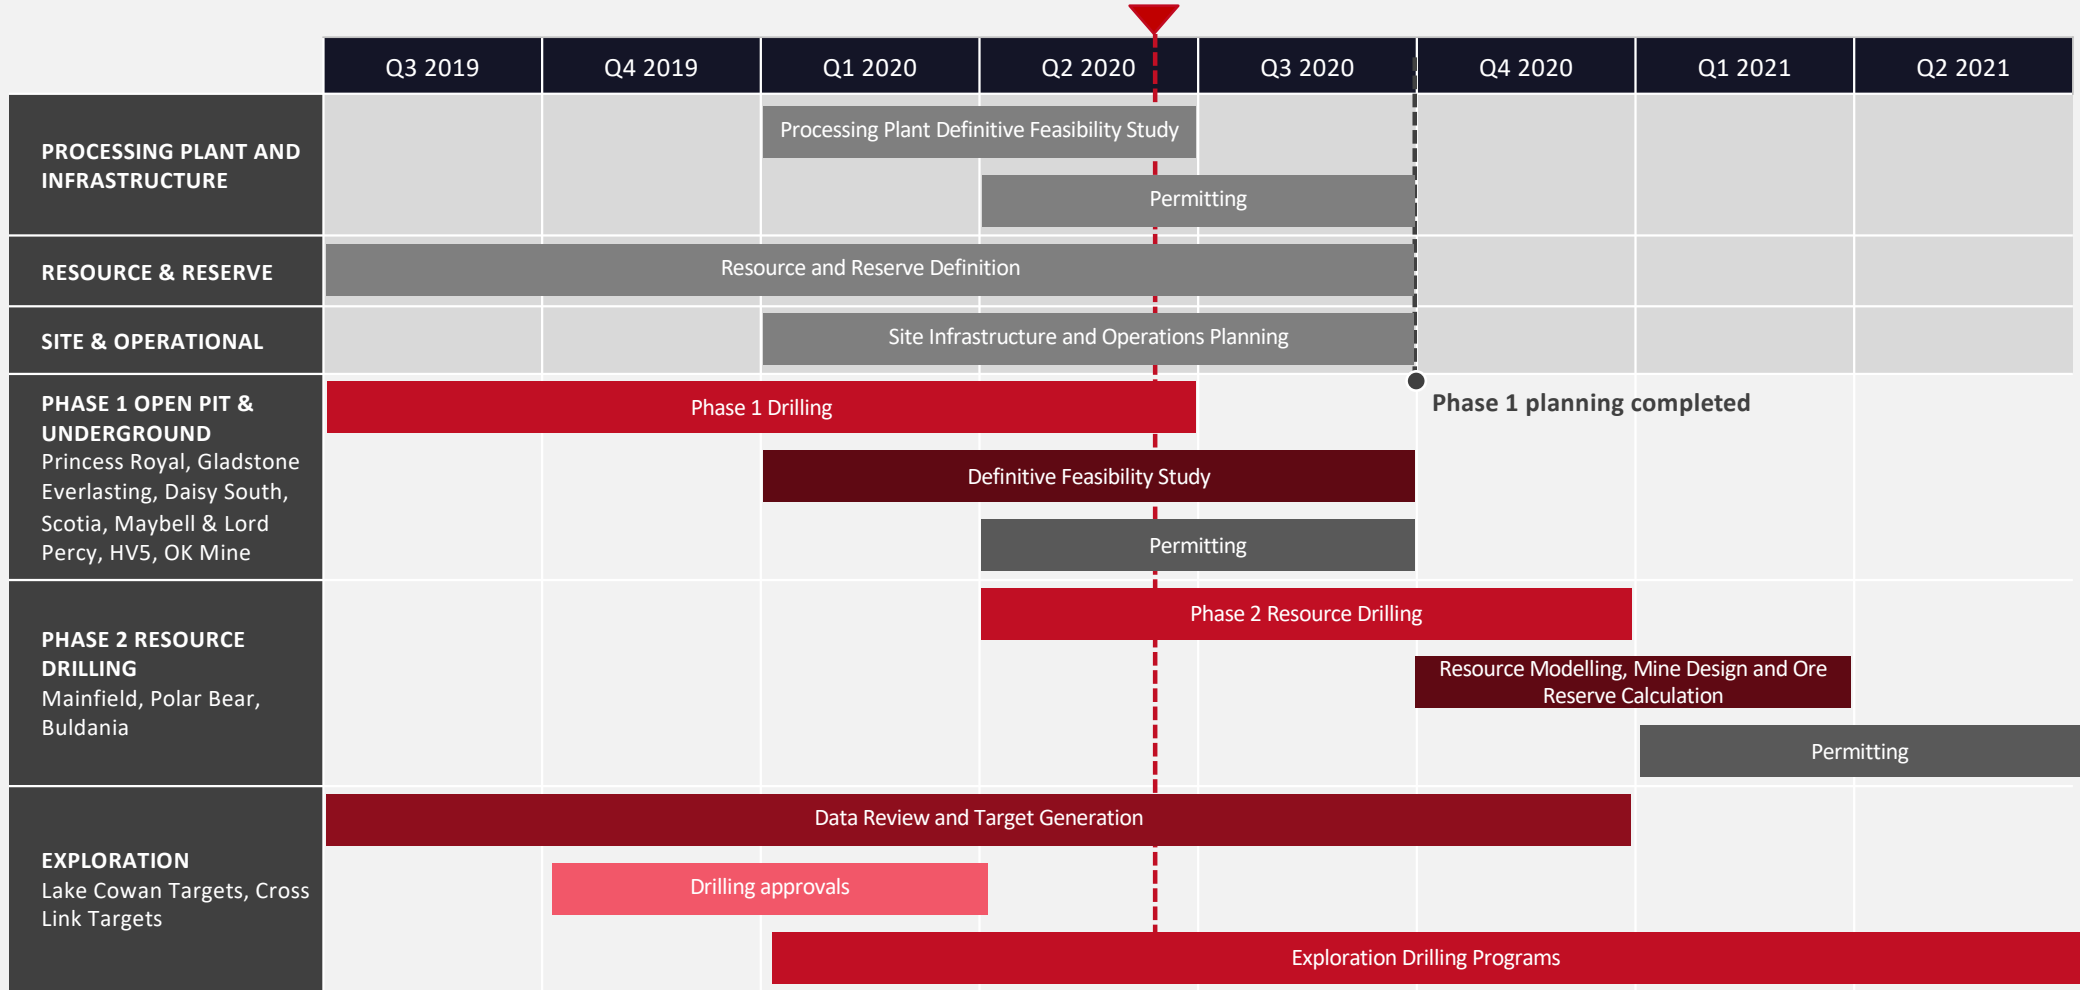 Q3 2019
Q4 2019
Q1 2020
Q2 2020
Q3 2020
Q4 2020
Q1 2021
Q2 2021
PROCESSING PLANT AND
INFRASTRUCTURE
Processing Plant Definitive Feasibility Study
Permitting
RESOURCE & RESERVE
Resource and Reserve Definition
SITE & OPERATIONAL
Site Infrastructure and Operations Planning
PHASE 1 OPEN PIT &
UNDERGROUND
Princess Royal, Gladstone
Everlasting, Daisy South,
Scotia, Maybell & Lord
Percy, HV5, OK Mine
Phase 1 Drilling
Phase 1 planning completed
Definitive Feasibility Study
Permitting
PHASE 2 RESOURCE
DRILLING
Mainfield, Polar Bear,
Buldania
Phase 2 Resource Drilling
Resource Modelling, Mine Design and Ore
Reserve Calculation
Permitting
EXPLORATION
Lake Cowan Targets, Cross
Link Targets
Data Review and Target Generation
Drilling approvals
Exploration Drilling Programs